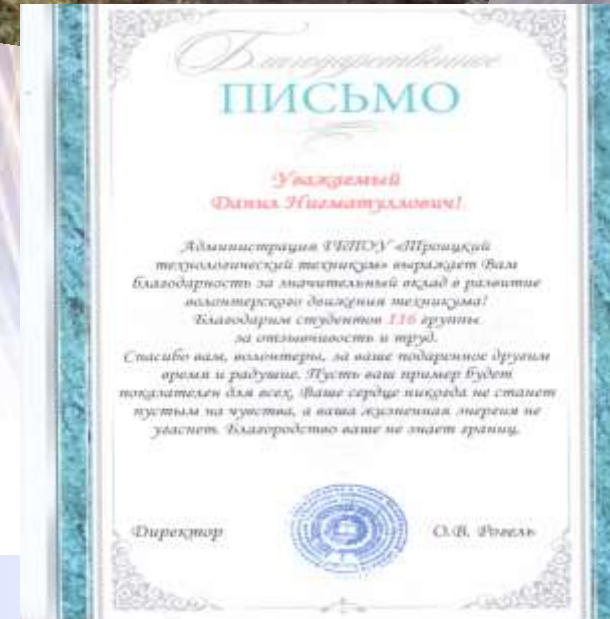 Благодарственное
ПИСЬМО
Уважаемый
Данил Нигматуллович!
Администрация ГБПОУ «Троицкий
технологический техникум» выражает Вам
благодарность за значительный вклад в развитие
волонтерского движения техникума!
Благодарим студентов 116 группы
за отзывчивость и труд.
Спасибо вам, волонтеры, за ваше подаренное другим
время и радушие. Пусть ваш пример будет
показателен для всех, Ваше сердце никогда не станет
пустым на чувства, а ваша жизненная энергия не
угаснет. Благородство ваше не знает границ.
Директор О.В. Рогель